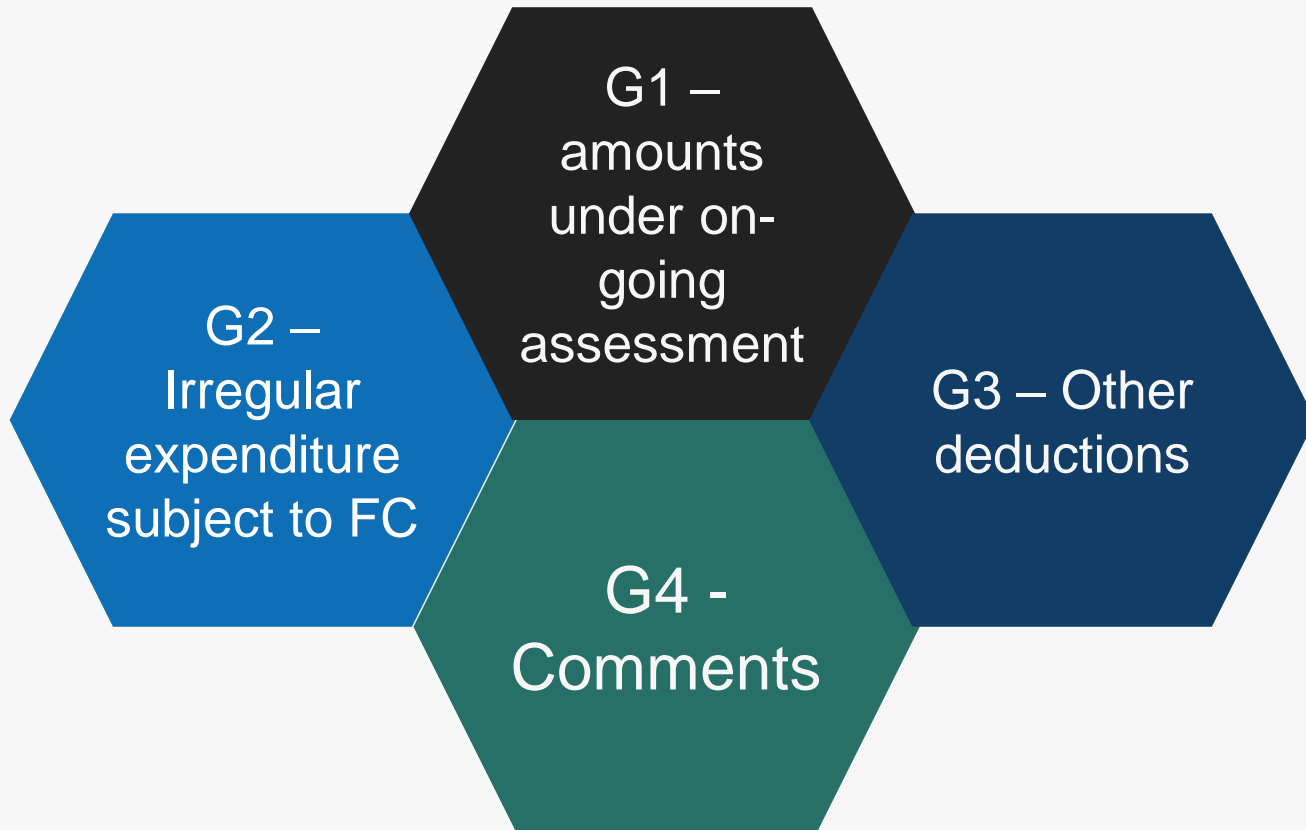 G1 –
amounts
under on-
going
assessment
G2 –
Irregular
expenditure
subject to FC
G3 – Other
deductions
G4 -
Comments